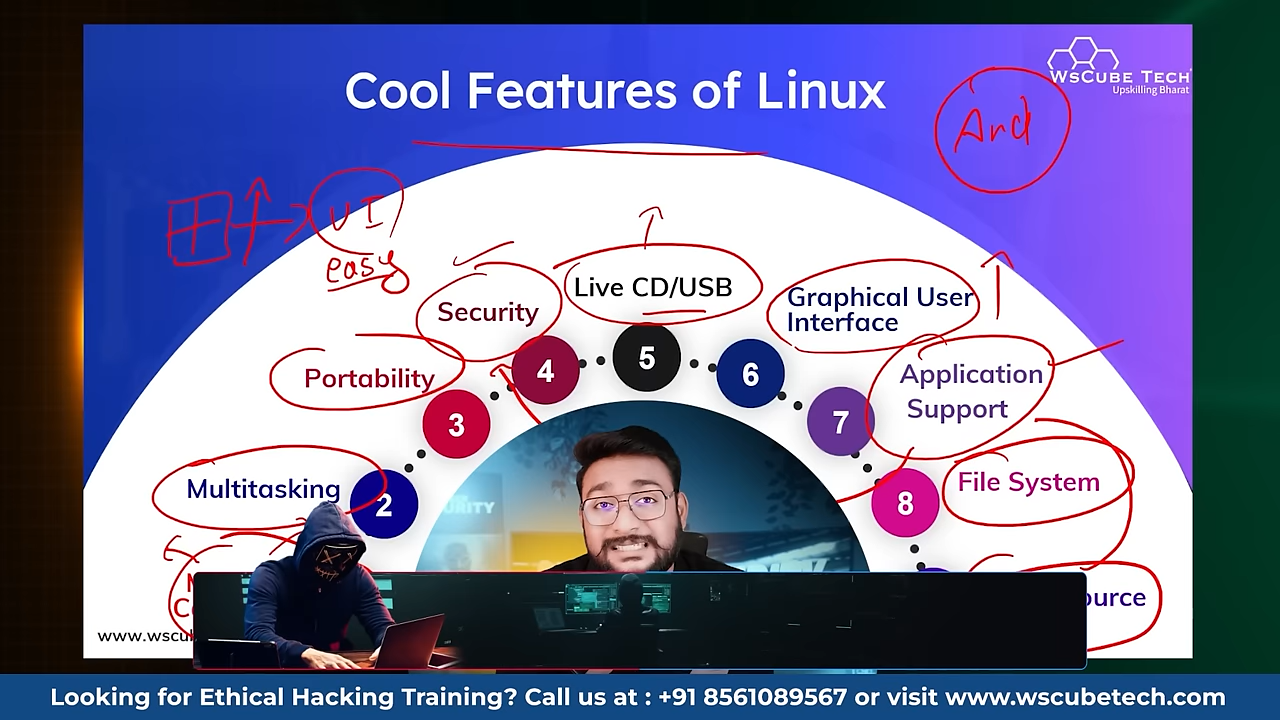 WsCube Tech
Upskilling Bharat
Cool Features of Linux
And
UI
easy
Live CD/USB
Security
Graphical User
Interface
Portability
Application
Support
Multitasking
File System
5
4
6
3
7
2
8
URITY
www.wscu
Looking for Ethical Hacking Training? Call us at : +91 8561089567 or visit www.wscubetech.com